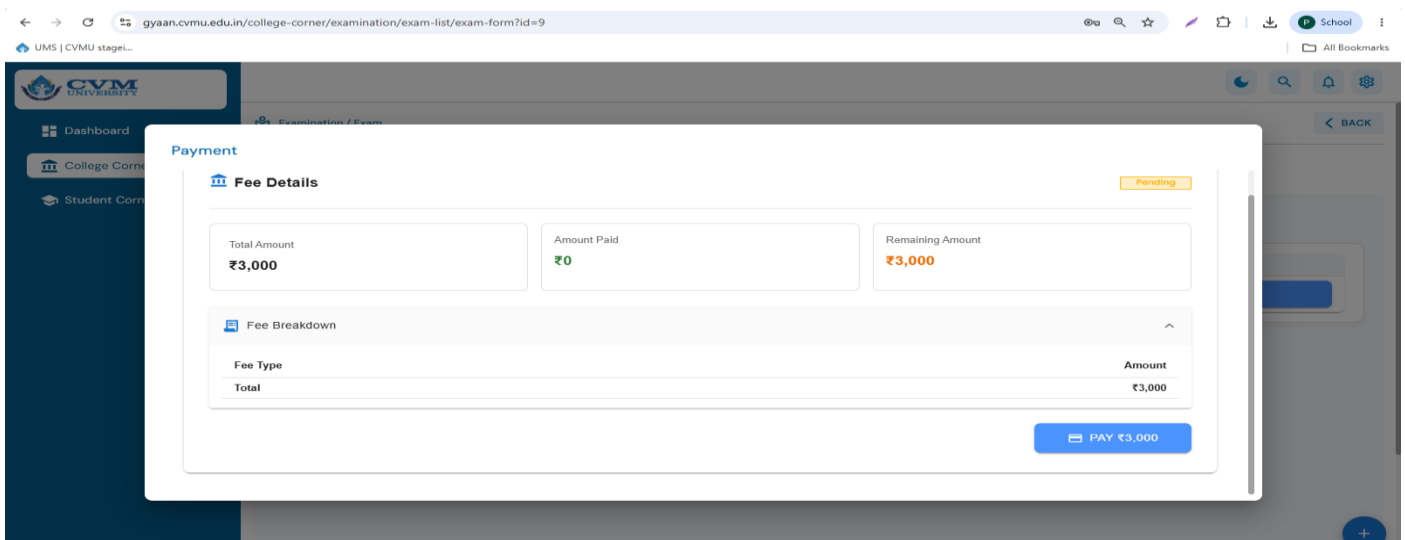 gyaan.cvmu.edu.in/college-corner/examination/exam-list/exam-form?id=9
P School
UMS | CVMU stagei...
All Bookmarks
CVM
UNIVERSITY
Examination / Exam
BACK
Dashboard
College Corne
Student Corn
Payment
Fee Details
Pending
Total Amount
₹3,000
Amount Paid
₹0
Remaining Amount
₹3,000
Fee Breakdown
Fee Type Amount
Total ₹3,000
PAY ₹3,000